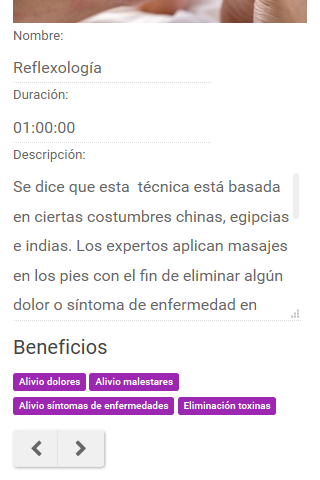 Nombre:
Reflexología
Duración:
01:00:00
Descripción:
Se dice que esta  técnica está basada
en ciertas costumbres chinas, egipcias
e indias. Los expertos aplican masajes
en los pies con el fin de eliminar algún
dolor o síntoma de enfermedad en
Beneficios
Alivio dolores Alivio malestares
Alivio síntomas de enfermedades Eliminación toxinas